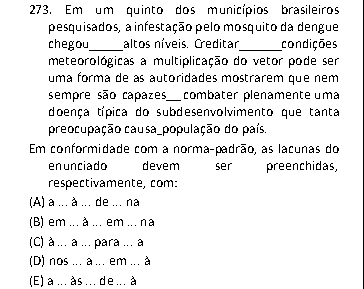 273. Em um quinto dos municípios brasileiros
pesquisados, a infestação pelo mosquito da dengue
chegou______altos níveis. Creditar_______condições
meteorológicas a multiplicação do vetor pode ser
uma forma de as autoridades mostrarem que nem
sempre são capazes__combater plenamente uma
doença típica do subdesenvolvimento que tanta
preocupação causa_população do país.
Em conformidade com a norma-padrão, as lacunas do
enunciado devem ser preenchidas,
respectivamente, com:
(A) a ... à ... de ... na
(B) em ... à ... em ... na
(C) à ... a ... para ... a
(D) nos ... a ... em ... à
(E) a ... às ... de ... à